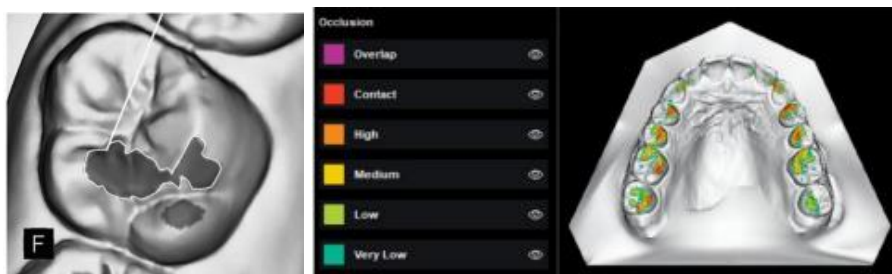 F
Occlusion
Overlap
Contact
High
Medium
Low
Very Low